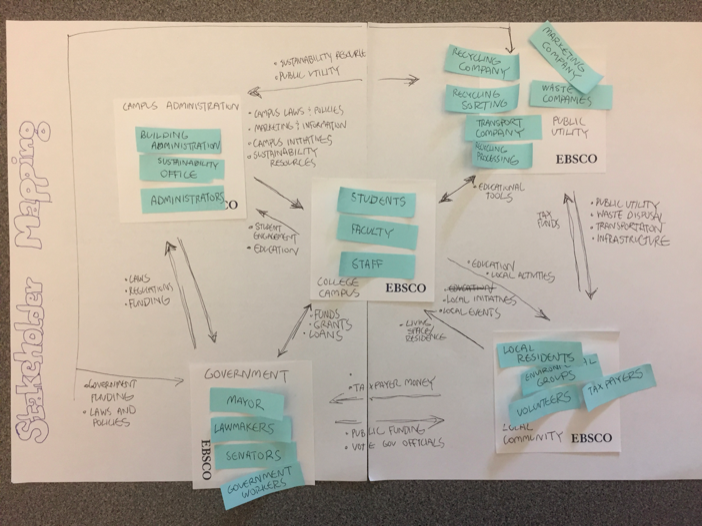 Stakeholder Mapping
• SUSTAINABILITY RESOURCE
• PUBLIC UTILITY
RECYCLING
COMPANY
MARKETING
COMPANY
RECYCLING
SORTING
WASTE
COMPANIES
TRANSPORT
COMPANY
PUBLIC
UTILITY
PROCESSING
EBSCO
CAMPUS ADMINISTRATION
BUILDING
ADMINISTRATION
SUSTAINABILITY
OFFICE
ADMINISTRATORS
CO
• CAMPUS LAWS + POLICIES
• MARKETING + INFORMATION
• CAMPUS INITIATIVES
• SUSTAINABILITY
RESOURCES
• EDUCATIONAL
TOOLS
STUDENTS
FACULTY
STAFF
COLLEGE
CAMPUS
EBSCO
• STUDENT
ENGAGEMENT
• EDUCATION
TAX
FUNDS
• PUBLIC UTILITY
• WASTE DISPOSAL
• TRANSPORTATION
• INFRASTRUCTURE
• LAWS
REGULATIONS
• FUNDING
• EDUCATION
• LOCAL ACTIVITIES
• EDUCATION
• LOCAL INITIATIVES
• LOCAL EVENTS
• FUNDS
• GRANTS
• LOANS
• LIVING
SPACE/
RESIDENCE
GOVERNMENT
MAYOR
LAWMAKERS
SENATORS
GOVERNMENT
WORKERS
EBSCO
• GOVERNMENT
FUNDING
• LAWS AND
POLICIES
• TAXPAYER MONEY
• PUBLIC FUNDING
• VOTE GOV OFFICIALS
LOCAL
RESIDENTS
GROUPS
TAX PAYERS
VOLUNTEERS
LOCAL
COMMUNITY
EBSCO